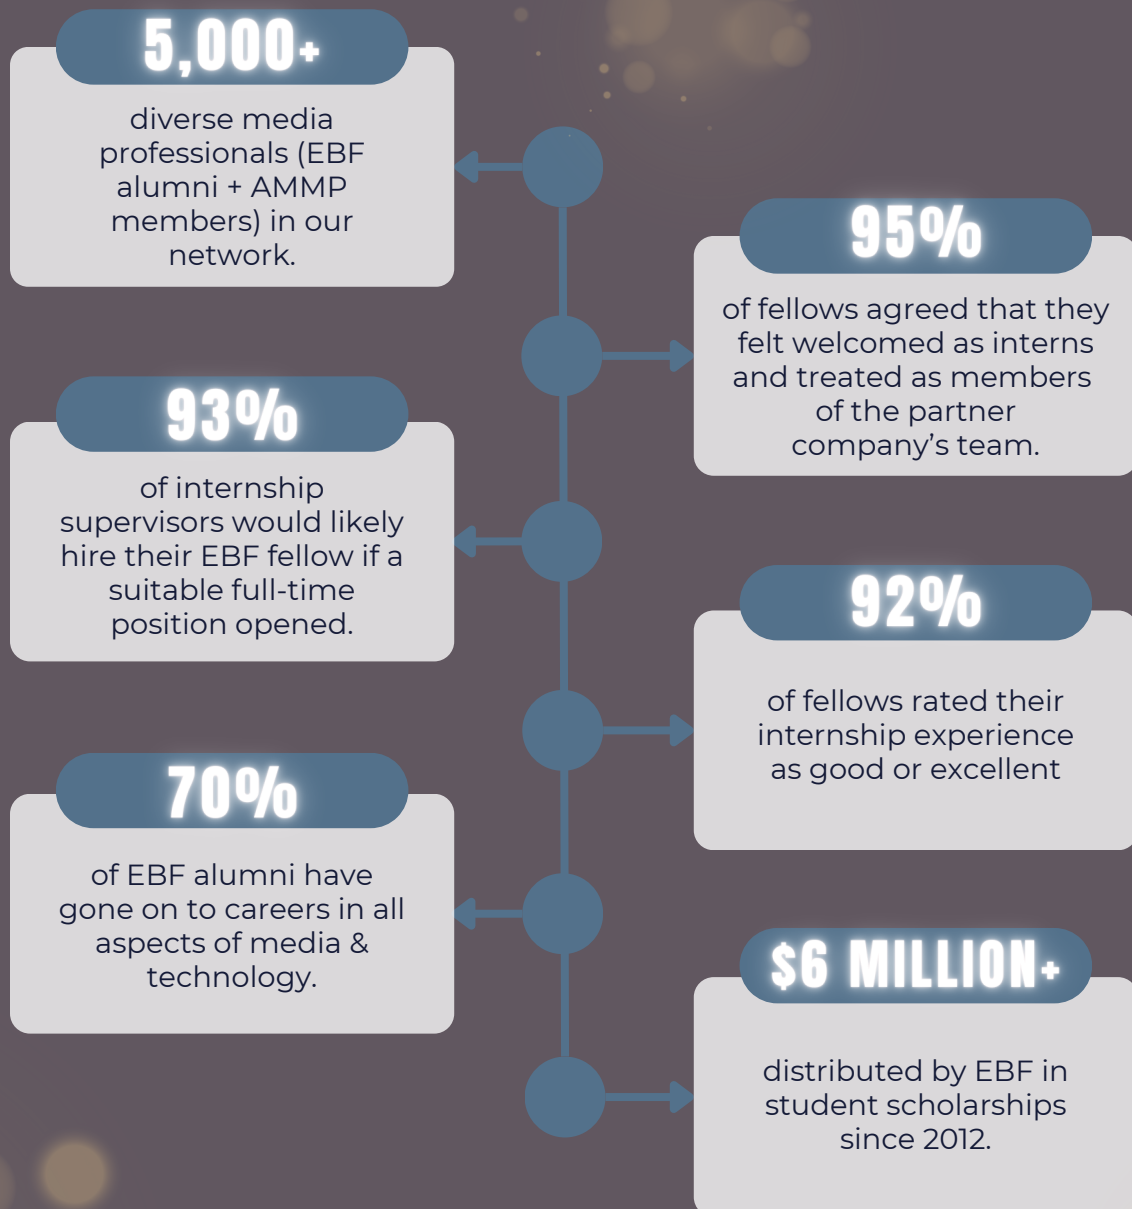 5,000+
diverse media
professionals (EBF
alumni + AMMP
members) in our
network.
95%
of fellows agreed that they
felt welcomed as interns
and treated as members
of the partner
company’s team.
93%
of internship
supervisors would likely
hire their EBF fellow if a
suitable full-time
position opened.
92%
of fellows rated their
internship experience
as good or excellent
70%
of EBF alumni have
gone on to careers in all
aspects of media &
technology.
$6 MILLION+
distributed by EBF in
student scholarships
since 2012.